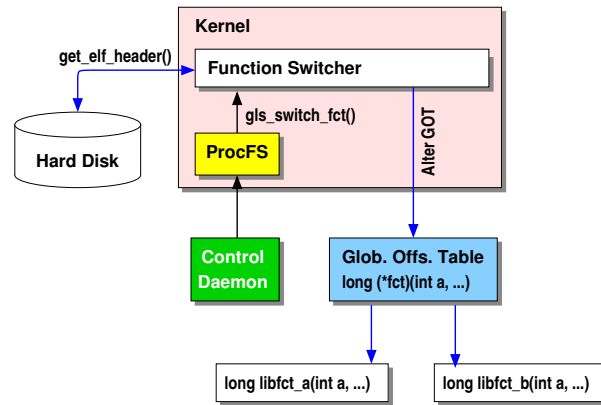 Kernel
get_elf_header()
Function Switcher
gls_switch_fct()
Alter GOT
Hard Disk
ProcFS
Control
Daemon
Glob. Offs. Table
long (*fct)(int a, ...)
long libfct_a(int a, ...)
long libfct_b(int a, ...)